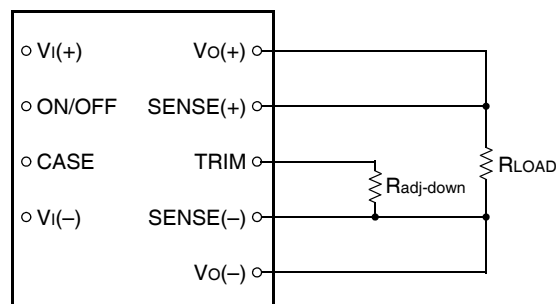 VI(+) VO(+)
ON/OFF SENSE(+)
CASE TRIM
RLOAD
Radj-down
VI(–) SENSE(–)
VO(–)